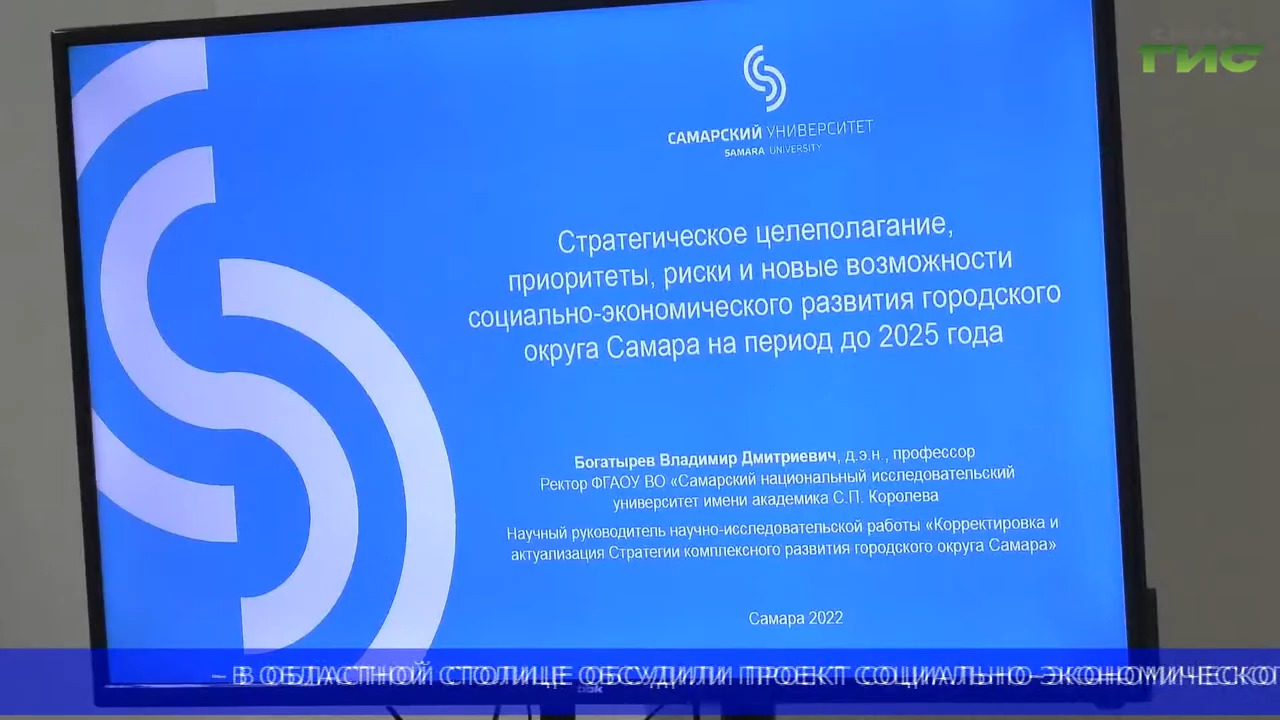 САМАРА
ГИС
САМАРСКИЙ УНИВЕРСИТЕТ
SAMARA UNIVERSITY
Стратегическое целеполагание,
приоритеты, риски и новые возможности
социально-экономического развития городского
округа Самара на период до 2025 года
Богатырев Владимир Дмитриевич, д.э.н., профессор
Ректор ФГАОУ ВО «Самарский национальный исследовательский
университет имени академика С.П. Королева
Научный руководитель научно-исследовательской работы «Корректировка и
актуализация Стратегии комплексного развития городского округа Самара»
Самара 2022
- В ОБЛАСТНОЙ СТОЛИЦЕ ОБСУДИЛИ ПРОЕКТ СОЦИАЛЬНО-ЭКОНОМИЧЕСКО